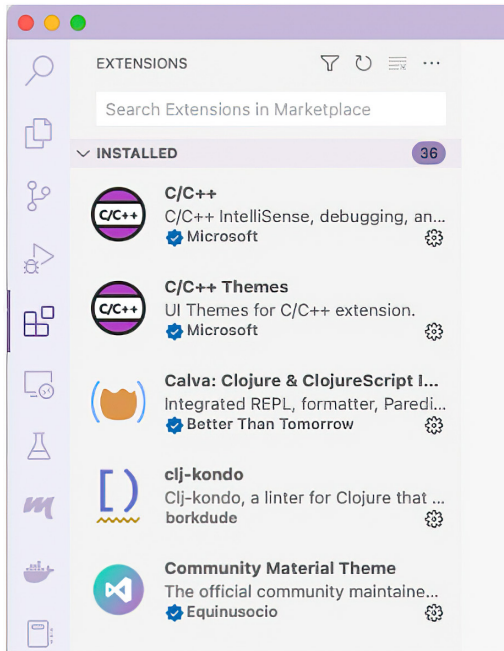 EXTENSIONS
Search Extensions in Marketplace
INSTALLED 36
C/C++
C/C++
C/C++ IntelliSense, debugging, an...
Microsoft
C/C++ Themes
C/C++
UI Themes for C/C++ extension.
Microsoft
Calva: Clojure & ClojureScript I...
Integrated REPL, formatter, Paredi...
Better Than Tomorrow
clj-kondo
Clj-kondo, a linter for Clojure that ...
borkdude
Community Material Theme
The official community maintaine...
Equinusocio